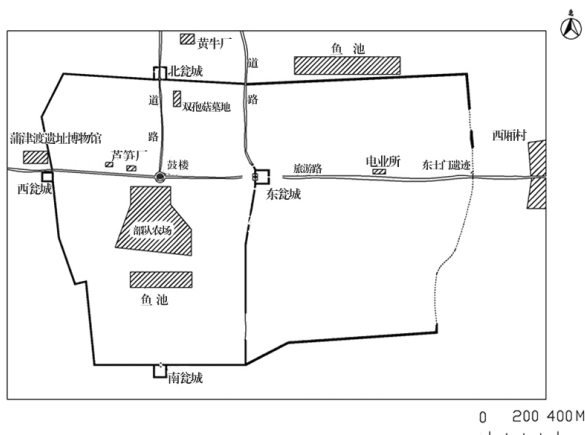 北
黄牛厂
鱼 池
道
路
北瓮城
道
路
双孢菇基地
蒲津渡遗址博物馆
芦笋厂
鼓楼
旅游路
电业所
东士门遗迹
西厢村
西瓮城
东瓮城
部队农场
鱼 池
南瓮城
0 200 400M